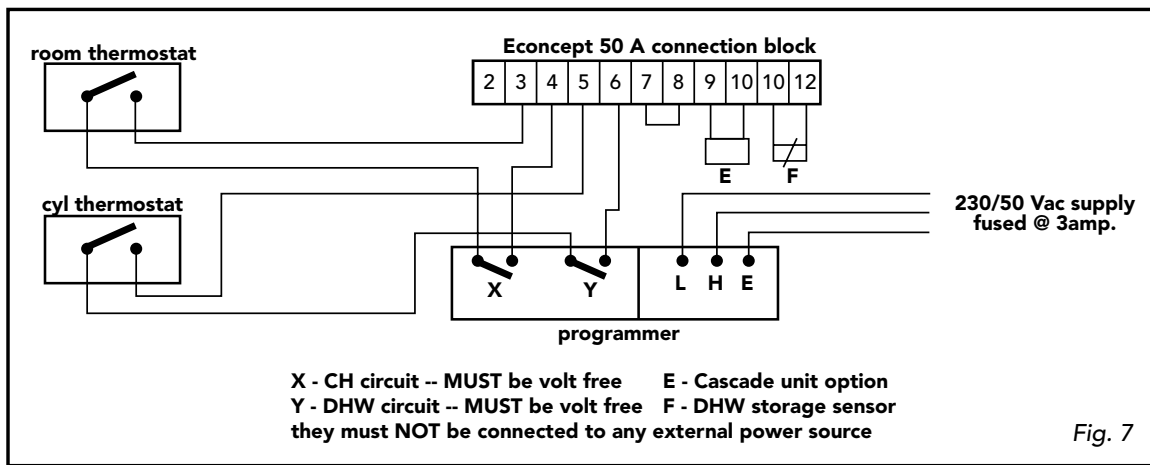 room thermostat
Econcept 50 A connection block
2 3 4 5 6 7 8 9 10 10 12
E F
cyl thermostat
230/50 Vac supply
fused @ 3amp.
X Y L H E
programmer
X - CH circuit -- MUST be volt free E - Cascade unit option
Y - DHW circuit -- MUST be volt free F - DHW storage sensor
they must NOT be connected to any external power source
Fig. 7